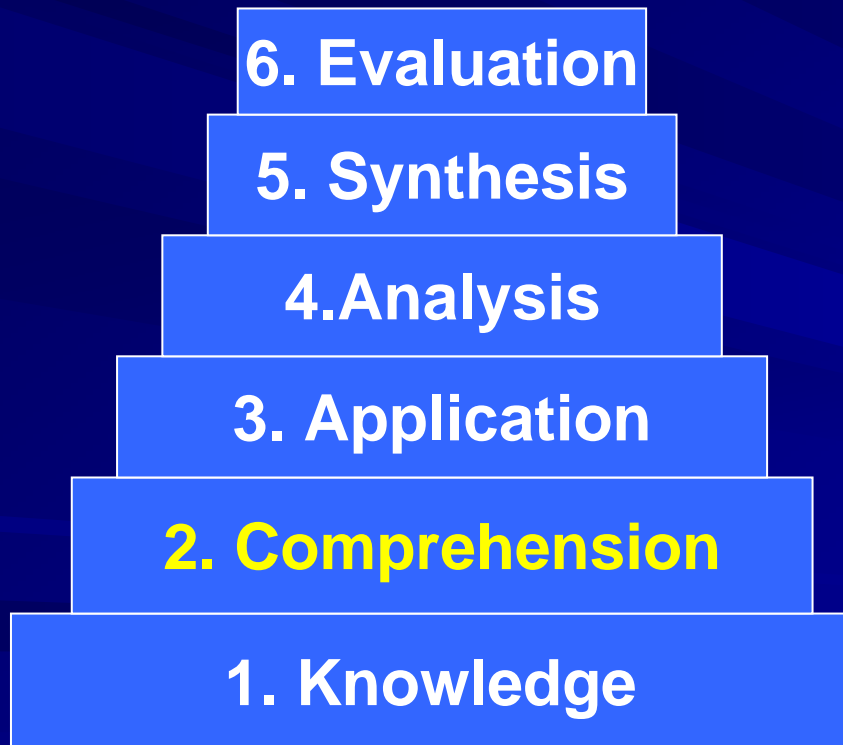 6. Evaluation
5. Synthesis
4.Analysis
3. Application
2. Comprehension
1. Knowledge